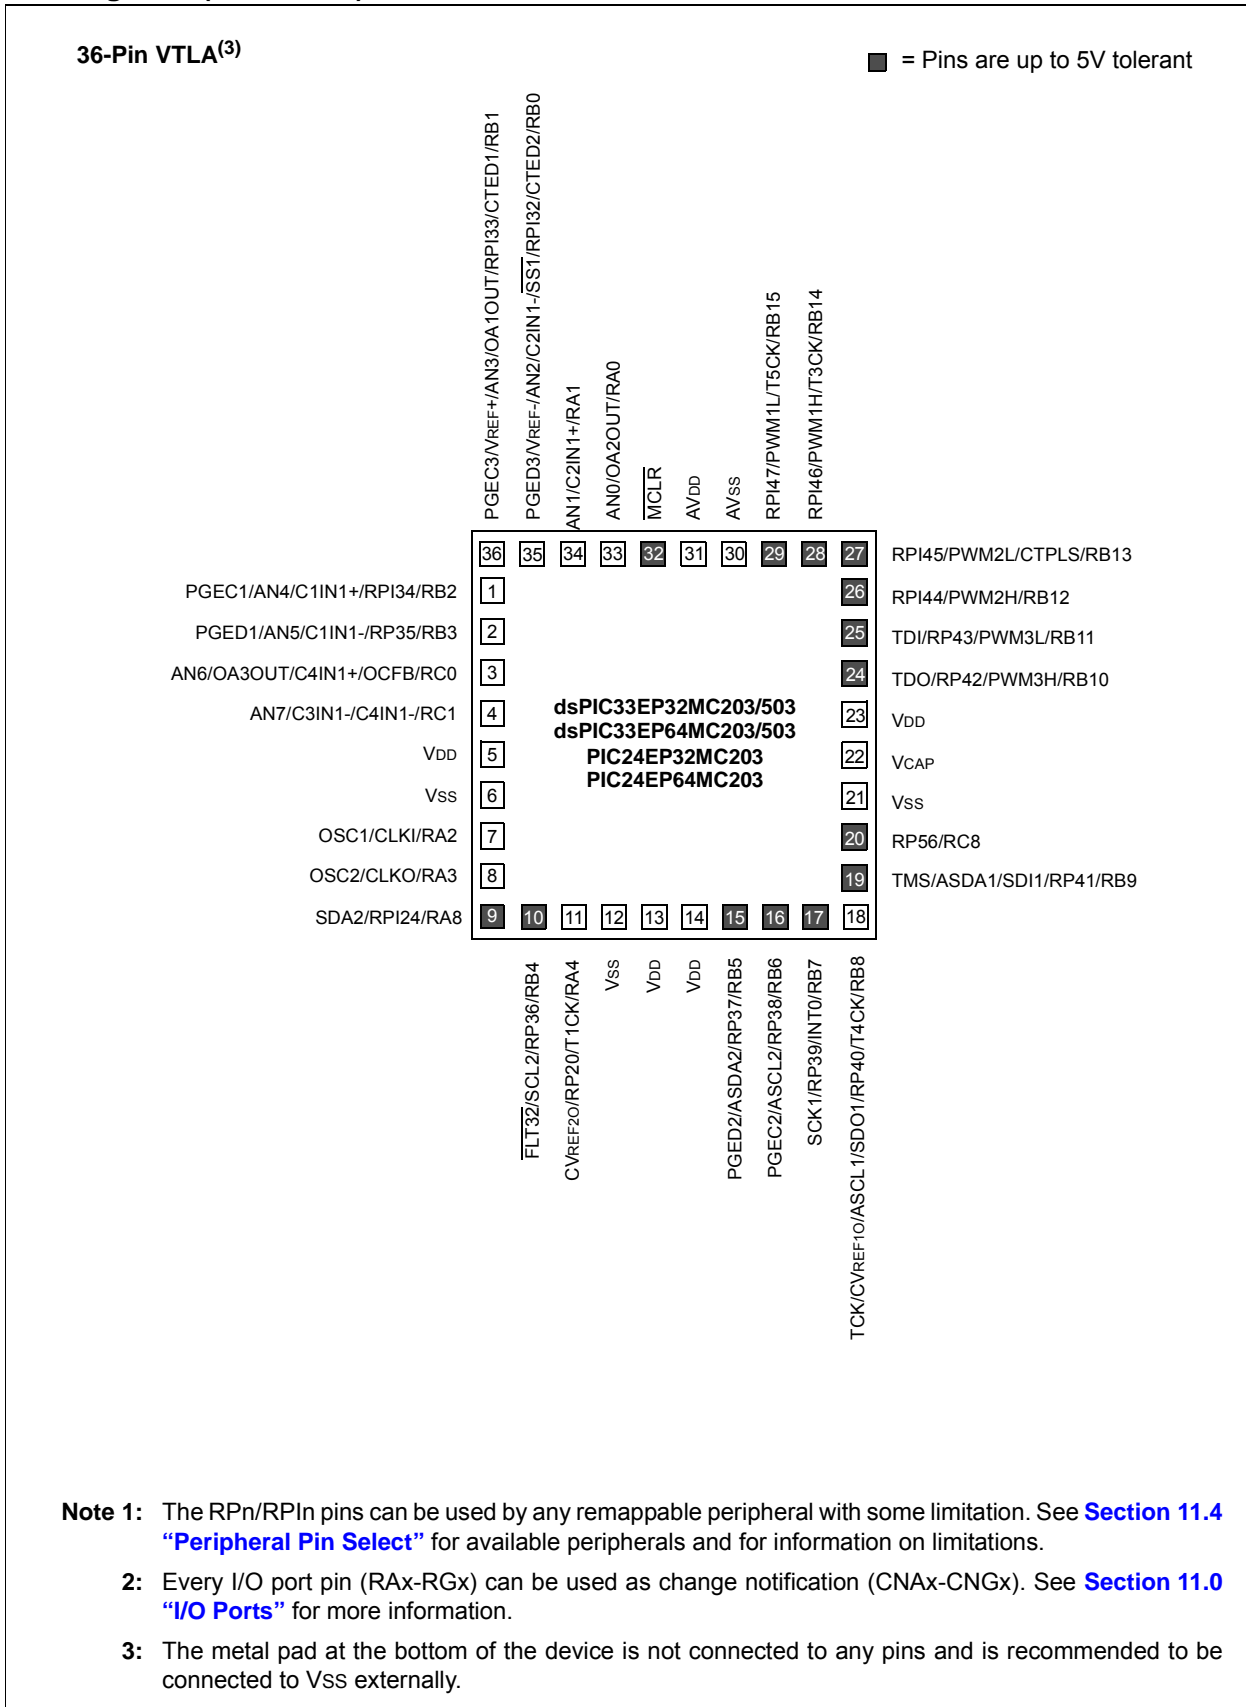 36-Pin VTLA(3)
= Pins are up to 5V tolerant
PGEC3/VREF+/AN3/OA1OUT/RPI33/CTED1/RB1
PGED3/VREF-/AN2/C2IN1-/SS1/RPI32/CTED2/RB0
AN1/C2IN1+/RA1
AN0/OA2OUT/RA0
MCLR
AVDD
AVSS
RPI47/PWM1L/T5CK/RB15
RPI46/PWM1H/T3CK/RB14
36 35 34 33 32 31 30 29 28 27 RPI45/PWM2L/CTPLS/RB13
PGEC1/AN4/C1IN1+/RPI34/RB2 1 26 RPI44/PWM2H/RB12
PGED1/AN5/C1IN1-/RP35/RB3 2 25 TDI/RP43/PWM3L/RB11
AN6/OA3OUT/C4IN1+/OCFB/RC0 3 24 TDO/RP42/PWM3H/RB10
AN7/C3IN1-/C4IN1-/RC1 4 23 VDD
dsPIC33EP32MC203/503
dsPIC33EP64MC203/503
PIC24EP32MC203
PIC24EP64MC203
VDD 5 22 VCAP
VSS 6 21 VSS
OSC1/CLKI/RA2 7 20 RP56/RC8
OSC2/CLKO/RA3 8 19 TMS/ASDA1/SDI1/RP41/RB9
SDA2/RPI24/RA8 9 10 11 12 13 14 15 16 17 18
FLT32/SCL2/RP36/RB4
CVREF2O/RP20/T1CK/RA4
VSS
VDD
VDD
PGED2/ASDA2/RP37/RB5
PGEC2/ASCL2/RP38/RB6
SCK1/RP39/INT0/RB7
TCK/CVREF1O/ASCL1/SDO1/RP40/T4CK/RB8
Note 1: The RPn/RPIn pins can be used by any remappable peripheral with some limitation. See Section 11.4
“Peripheral Pin Select” for available peripherals and for information on limitations.
2: Every I/O port pin (RAx-RGx) can be used as change notification (CNAx-CNGx). See Section 11.0
“I/O Ports” for more information.
3: The metal pad at the bottom of the device is not connected to any pins and is recommended to be
connected to VSS externally.